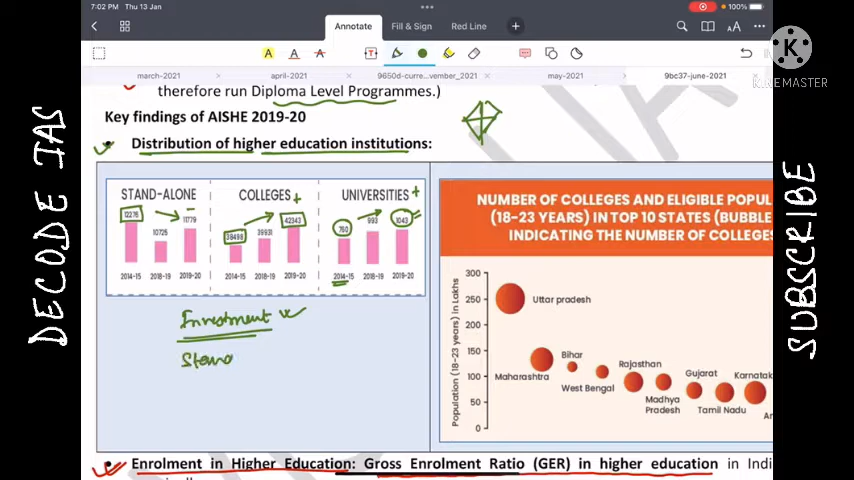 7:02 PM Thu 13 Jan
100%
Annotate
Fill & Sign
Red Line
march-2021
april-2021
9650d-curre...vember_2021
may-2021
9bc37-june-2021
KINEMASTER
therefore run Diploma Level Programmes.)
Key findings of AISHE 2019-20
Distribution of higher education institutions:
STAND-ALONE
12276
10725
11779
2014-15
2018-19
2019-20
COLLEGES
38498
39931
42343
2014-15
2018-19
2019-20
UNIVERSITIES
760
993
1043
2014-15
2018-19
2019-20
Investment
NUMBER OF COLLEGES AND ELIGIBLE POPUL
(18-23 YEARS) IN TOP 10 STATES (BUBBLE
INDICATING THE NUMBER OF COLLEGES
Population (18-23 years) in Lakhs
300
250
200
150
100
50
0
Uttar pradesh
Maharashtra
Bihar
West Bengal
Rajasthan
Madhya
Pradesh
Gujarat
Tamil Nadu
Karnatak
An
Enrolment in Higher Education: Gross Enrolment Ratio (GER) in higher education in Indi
DECODE IAS
SUBSCRIBE